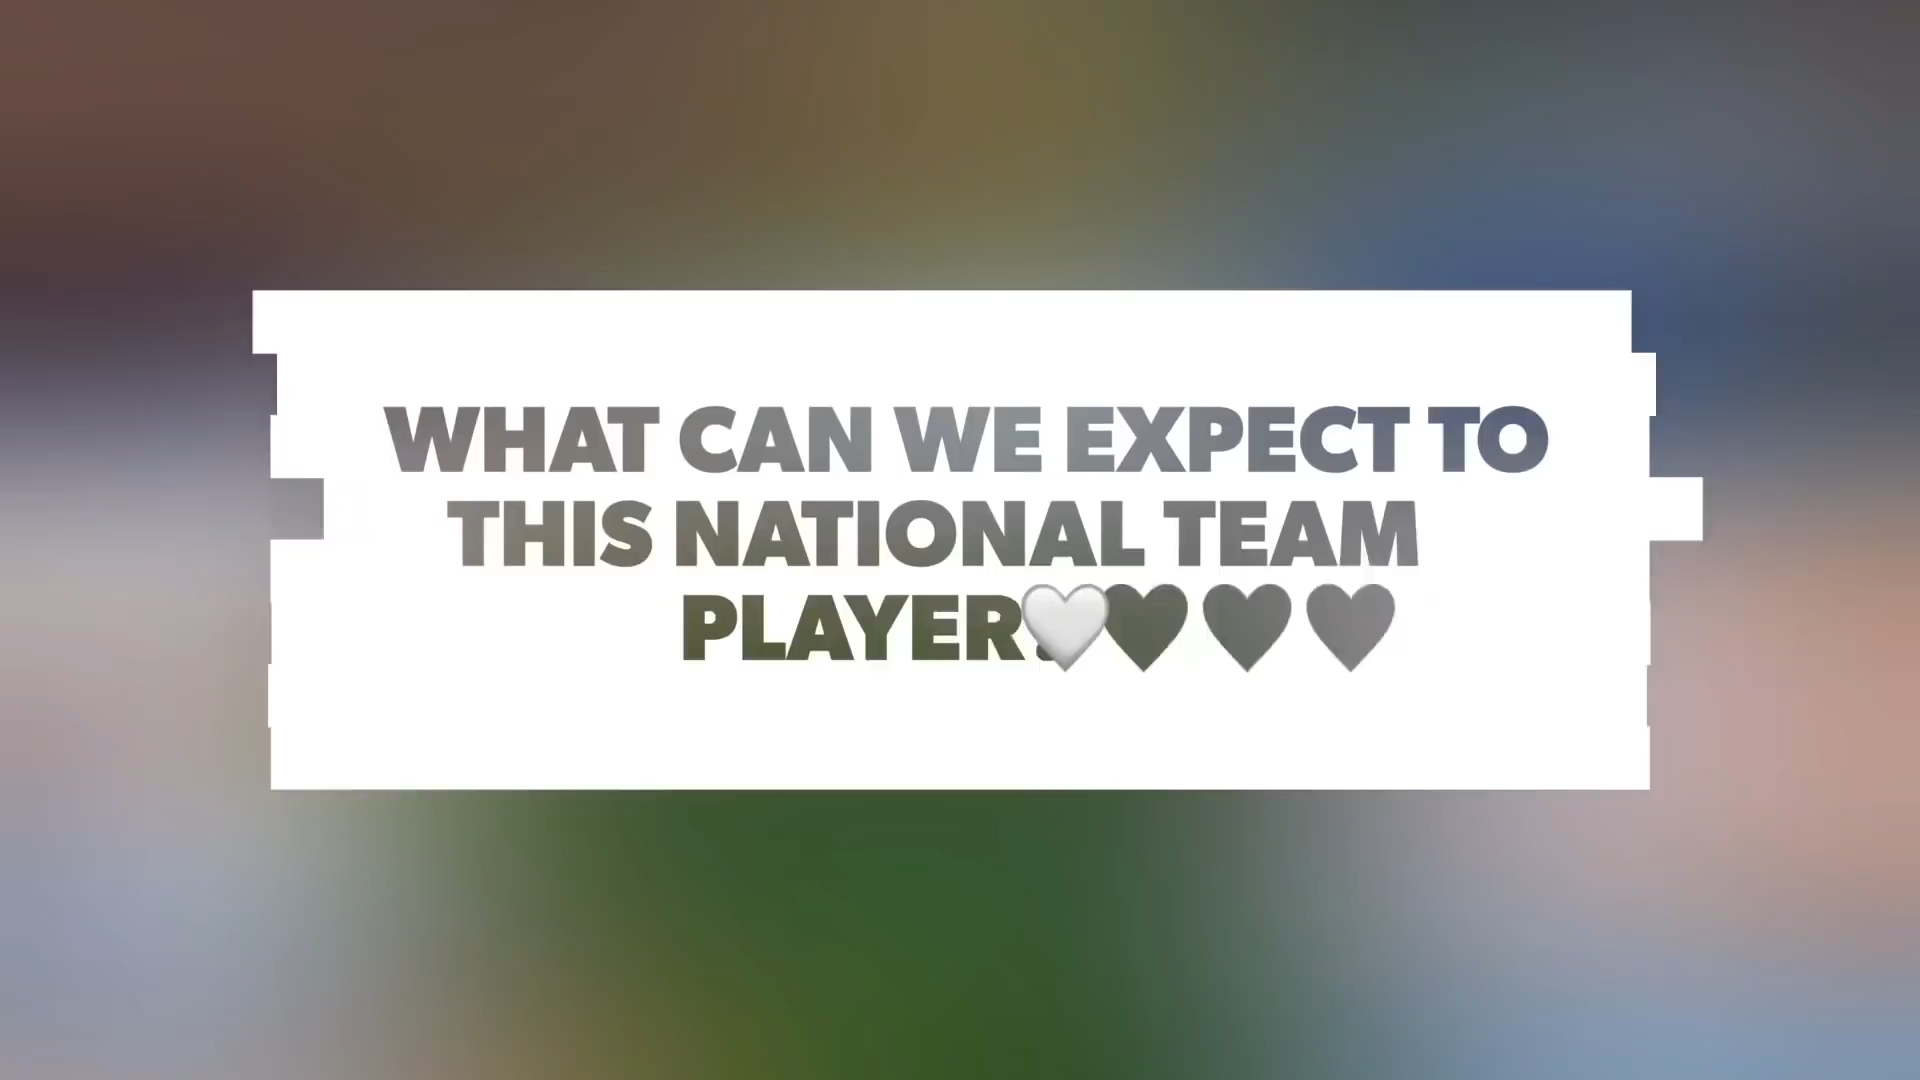 WHAT CAN WE EXPECT TO
THIS NATIONAL TEAM
PLAYER🤍♥♥♥